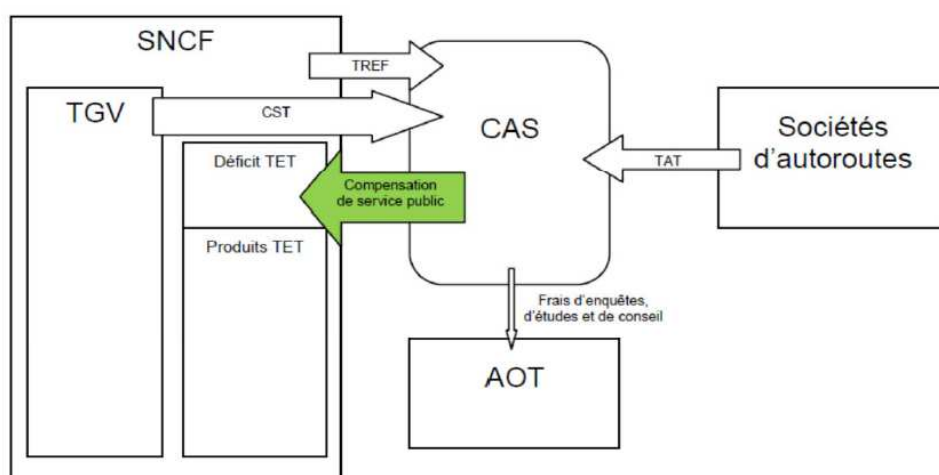 SNCF
TREF
TGV
CST
CAS
Sociétés
d'autoroutes
TAT
Déficit TET
Compensation
de service public
Produits TET
Frais d'enquêtes,
d'études et de conseil
AOT